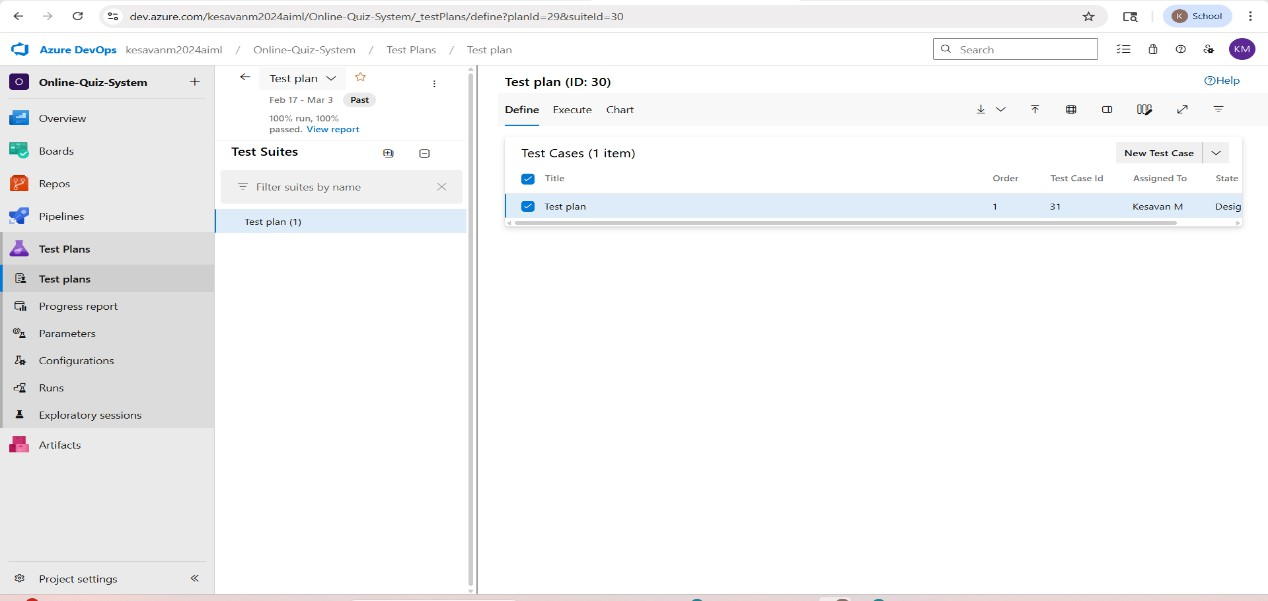 dev.azure.com/kesavanm2024aiml/Online-Quiz-System/_testPlans/define?planId=29&suiteId=30
K School
Azure DevOps kesavanm2024aiml / Online-Quiz-System / Test Plans / Test plan
Search
KM
O Online-Quiz-System +
Overview
Boards
Repos
Pipelines
Test Plans
Test plans
Progress report
Parameters
Configurations
Runs
Exploratory sessions
Artifacts
Project settings
Test plan
Feb 17 - Mar 3 Past
100% run, 100%
passed. View report
Test Suites
Filter suites by name
Test plan (1)
Test plan (ID: 30)
Help
Define Execute Chart
Test Cases (1 item)
New Test Case
Title Order Test Case Id Assigned To State
Test plan 1 31 Kesavan M Desig